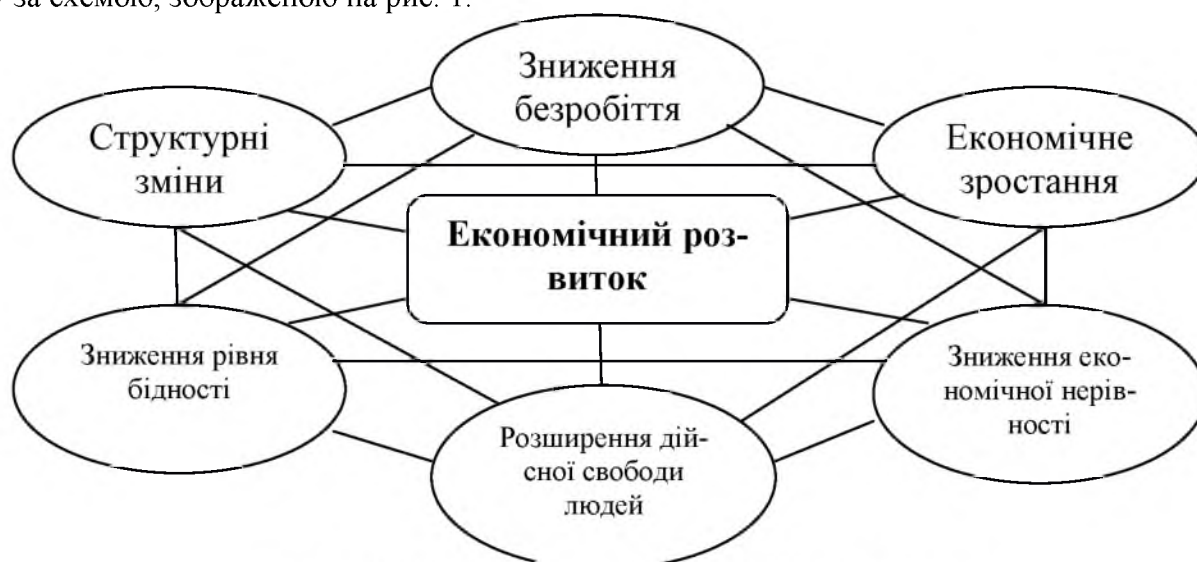 за схемою, зображеною на рис. 1.
Зниження
безробіття
Структурні
зміни
Економічне
зростання
Економічний роз-
виток
Зниження рівня
бідності
Розширення дій-
сної свободи
людей
Зниження еко-
номічної нерів-
ності